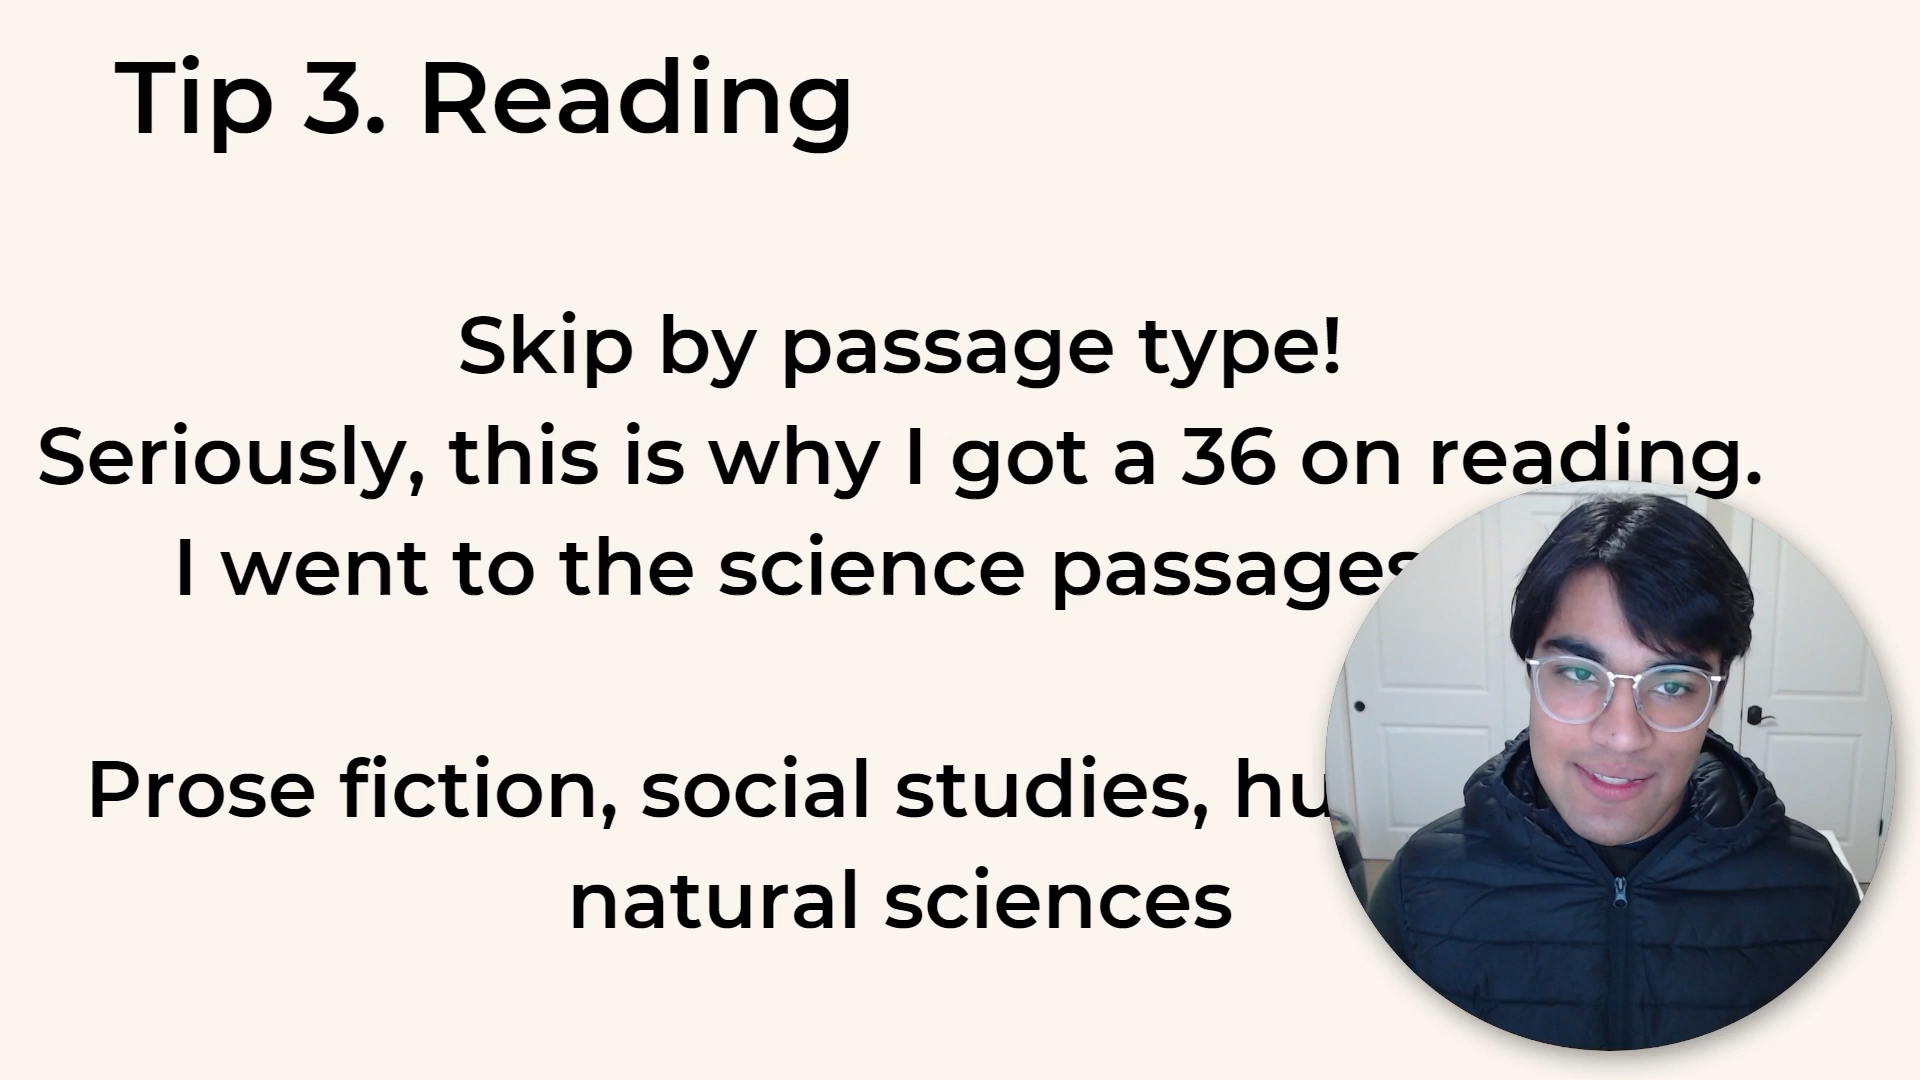 Tip 3. Reading
Skip by passage type!
Seriously, this is why I got a 36 on reading.
I went to the science passages
Prose fiction, social studies,
natural sciences